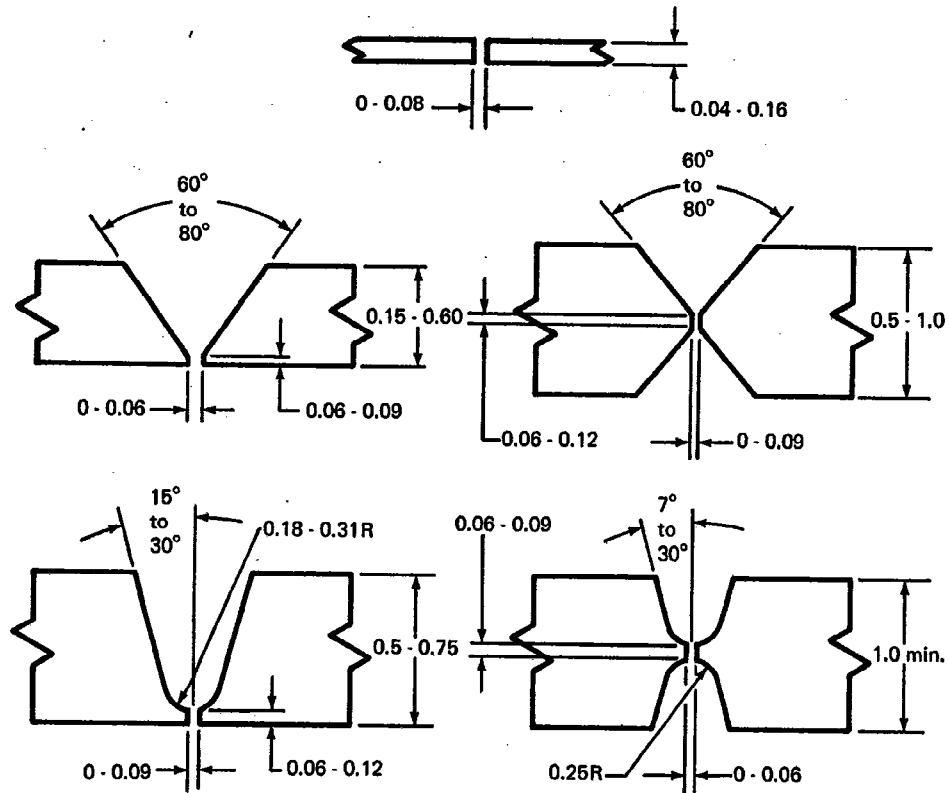 0 - 0.08
0.04 - 0.16
60°
to
80°
0.15 - 0.60
0 - 0.06
0.06 - 0.09
60°
to
80°
0.5 - 1.0
0.06 - 0.12
0 - 0.09
15°
to
30°
0.18 - 0.31R
0.5 - 0.75
0 - 0.09
0.06 - 0.12
0.06 - 0.09
7°
to
30°
1.0 min.
0.25R
0 - 0.06